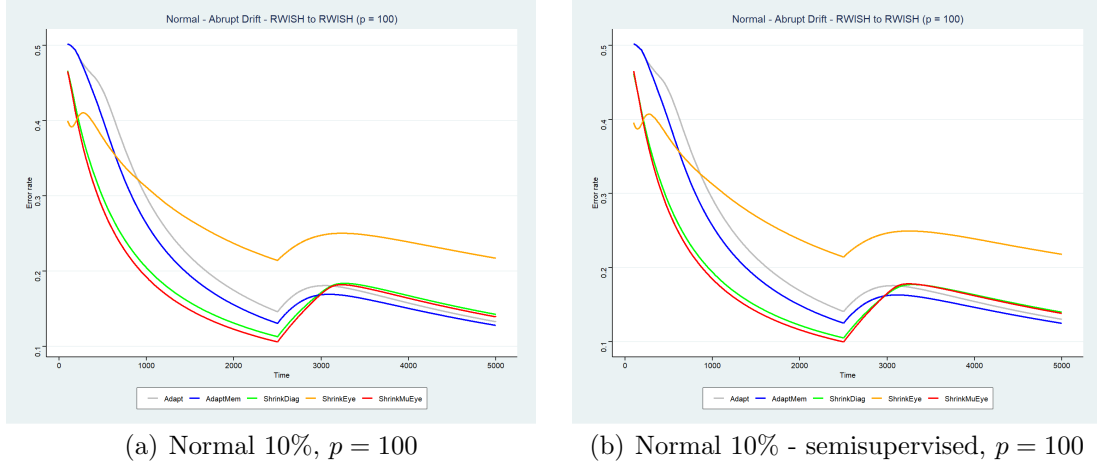 Normal - Abrupt Drift - RWISH to RWISH (p = 100)
0.5
0.4
0.3
0.2
0.1
Error rate
0
1000
2000
3000
4000
5000
Time
Adapt
AdaptMem
ShrinkDiag
ShrinkEye
ShrinkMuEye
(a) Normal 10%, p = 100
Normal - Abrupt Drift - RWISH to RWISH (p = 100)
0.5
0.4
0.3
0.2
0.1
Error rate
0
1000
2000
3000
4000
5000
Time
Adapt
AdaptMem
ShrinkDiag
ShrinkEye
ShrinkMuEye
(b) Normal 10% - semisupervised, p = 100